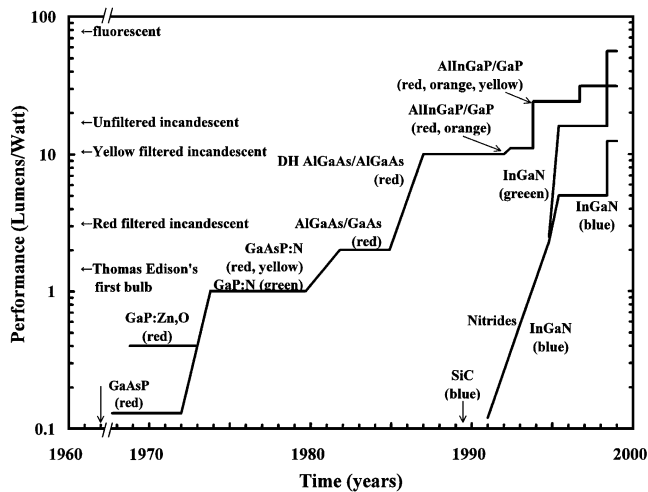 100
←fluorescent
AlInGaP/GaP
(red, orange, yellow)
AlInGaP/GaP
(red, orange)
←Unfiltered incandescent
10
←Yellow filtered incandescent
DH AlGaAs/AlGaAs
(red)
InGaN
(greeen)
InGaN
(blue)
←Red filtered incandescent
AlGaAs/GaAs
(red)
GaAsP:N
(red, yellow)
GaP:N (green)
←Thomas Edison's
first bulb
1
GaP:Zn,O
(red)
Nitrides
InGaN
(blue)
GaAsP
(red)
SiC
(blue)
0.1
Performance (Lumens/Watt)
1960
1970
1980
1990
2000
Time (years)